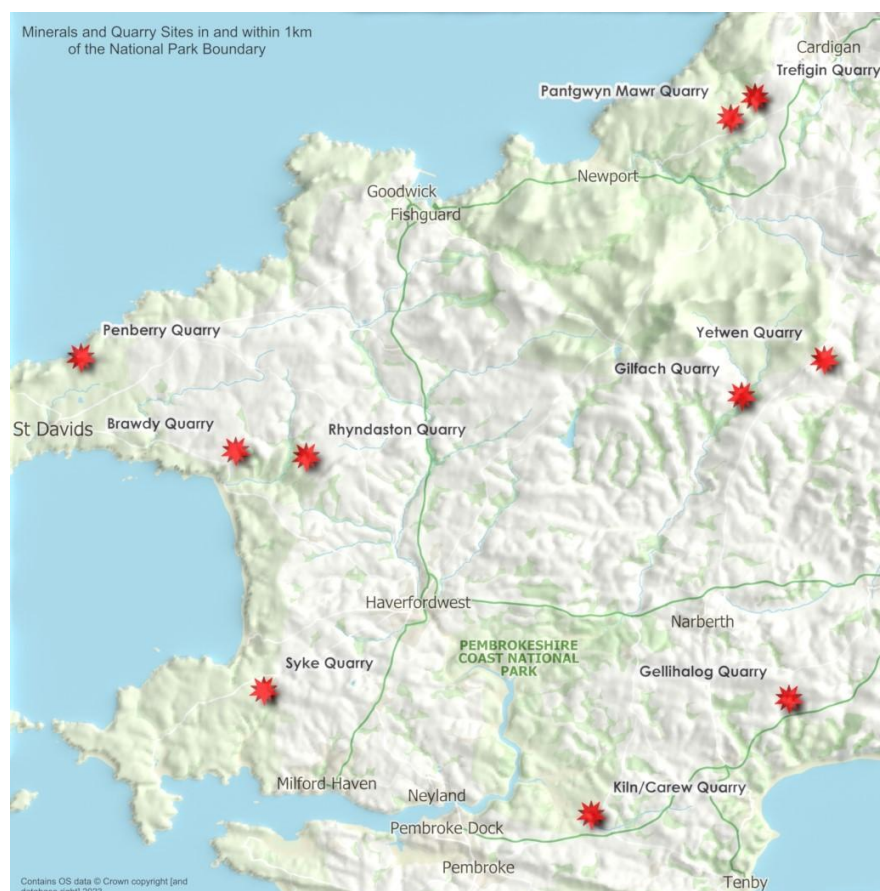 Minerals and Quarry Sites in and within 1km
of the National Park Boundary
Cardigan
Trefigin Quarry
Pantgwyn Mawr Quarry
Newport
Goodwick
Fishguard
Penberry Quarry
Yetwen Quarry
Gilfach Quarry
St Davids
Brawdy Quarry
Rhyndaston Quarry
Haverfordwest
Narberth
PEMBROKESHIRE
COAST NATIONAL
PARK
Syke Quarry
Gellihalog Quarry
Milford-Haven
Neyland
Kiln/Carew Quarry
Pembroke Dock
Pembroke
Tenby
Contains OS data © Crown copyright [and
database right] 2022